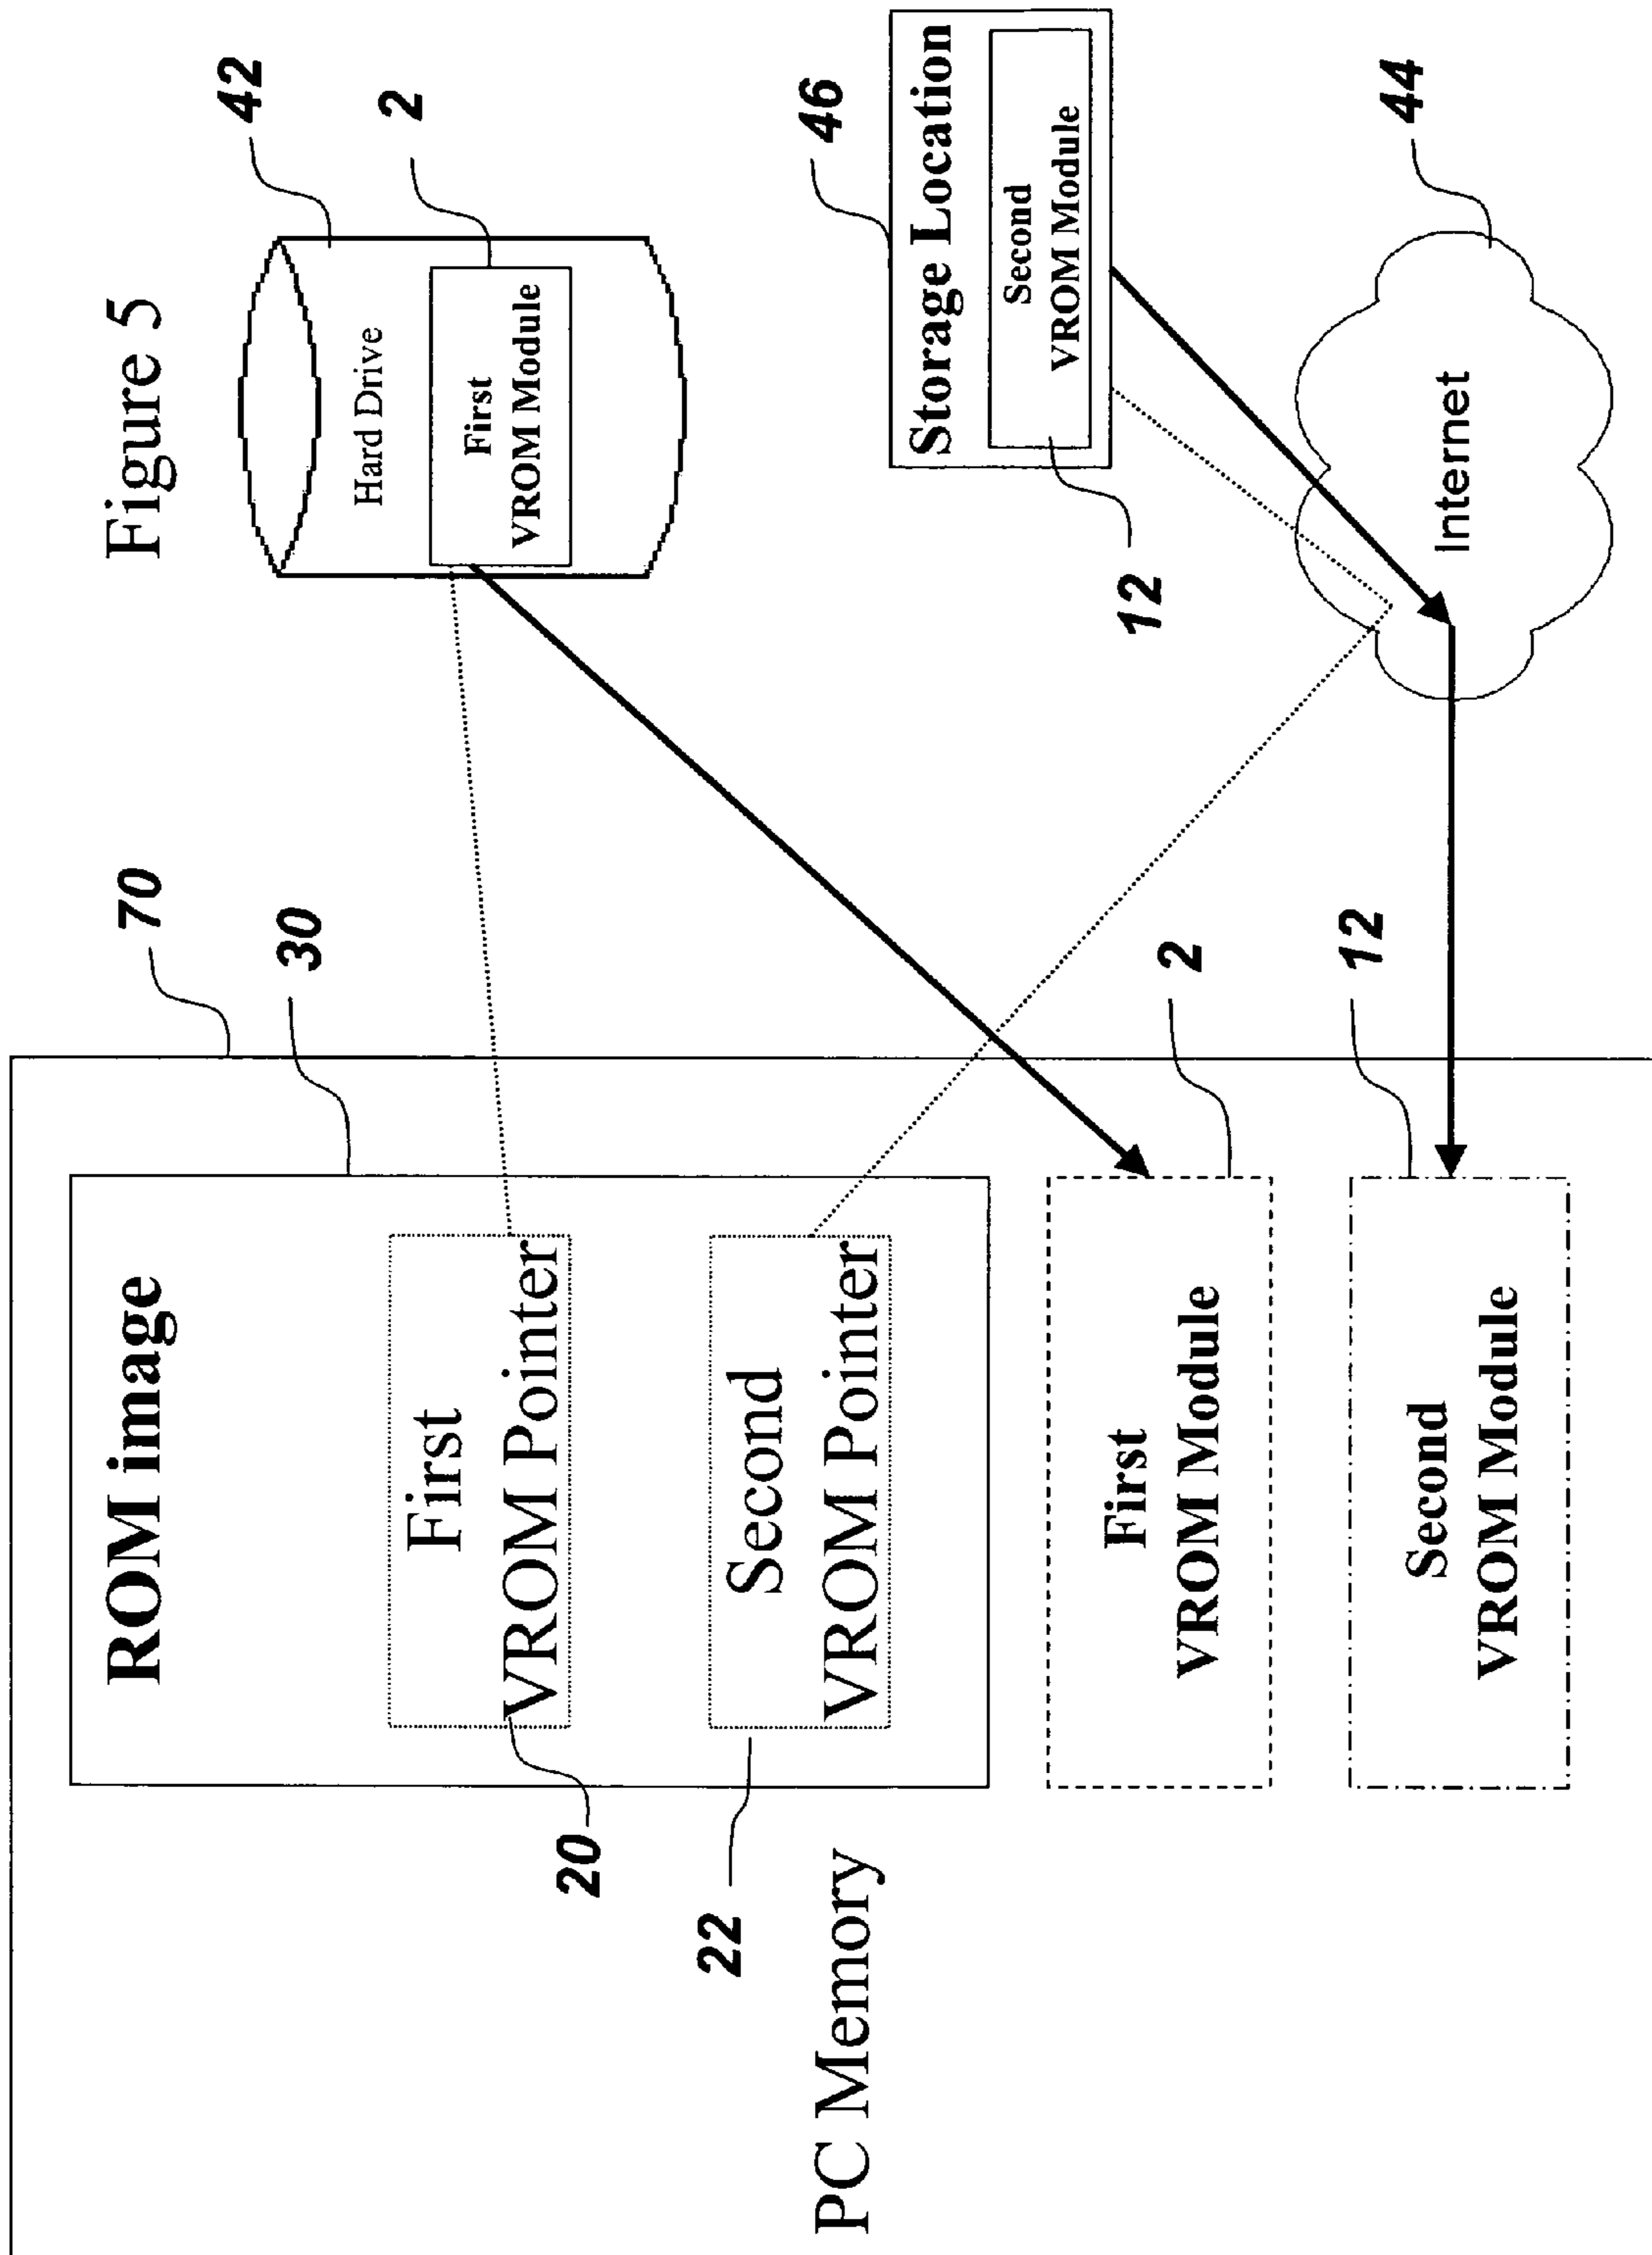 Figure 5
70
30
ROM image
First
VROM Pointer
20
Second
VROM Pointer
22
PC Memory
First
VROM Module
2
Second
VROM Module
12
42
Hard Drive
First
VROM Module
2
46
Storage Location
Second
VROM Module
12
Internet
44